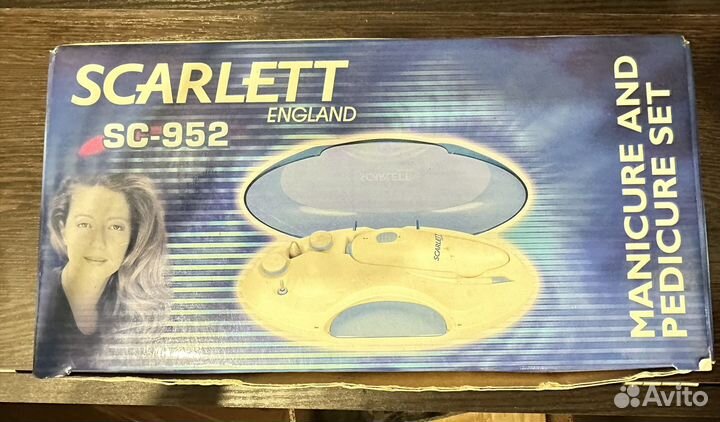 SCARLETT
ENGLAND
SC-952
SCARLETT
SCARLETT
MANICURE AND
PEDICURE SET
Avito